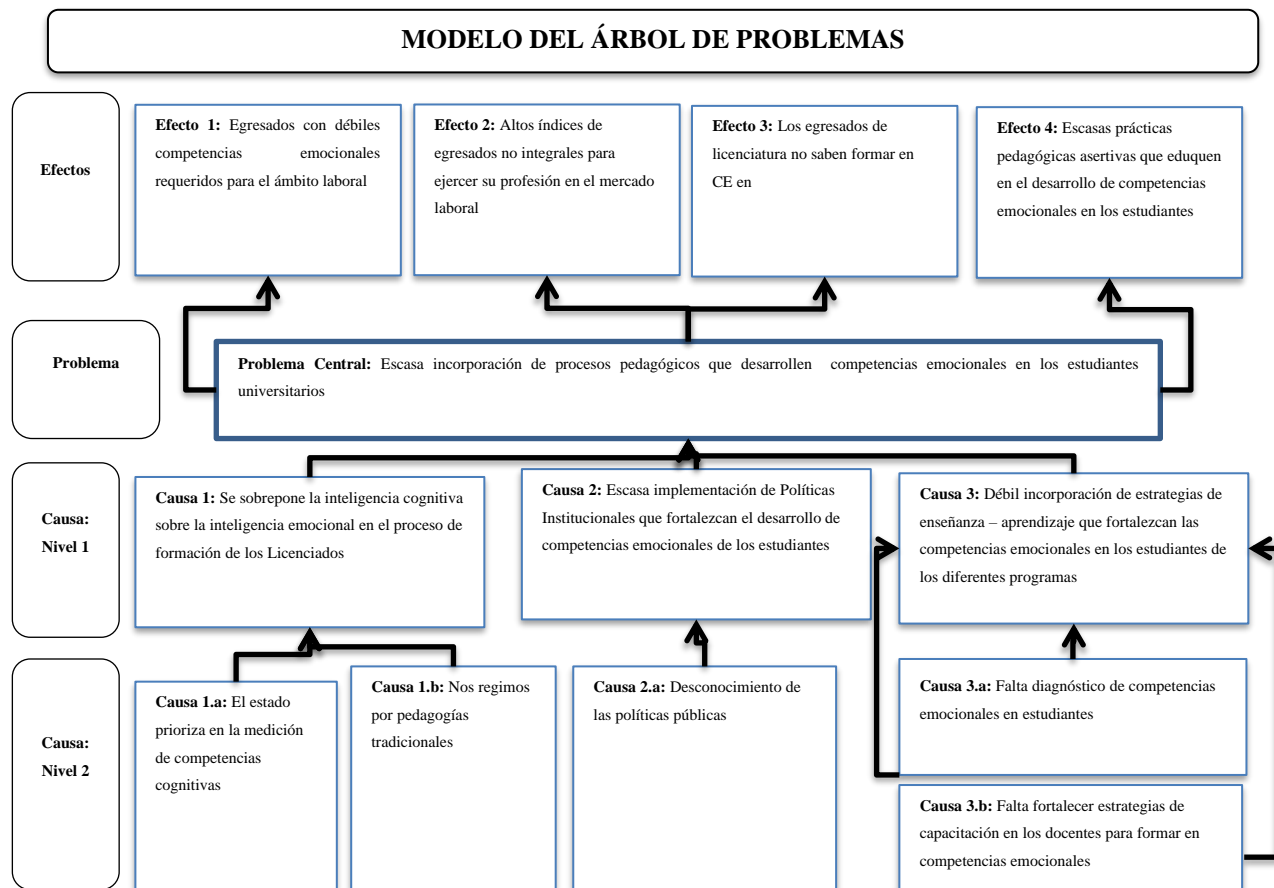 MODELO DEL ÁRBOL DE PROBLEMAS
Efectos
Efecto 1: Egresados con débiles
competencias emocionales
requeridos para el ámbito laboral
Efecto 2: Altos índices de
egresados no integrales para
ejercer su profesión en el mercado
laboral
Efecto 3: Los egresados de
licenciatura no saben formar en
CE en
Efecto 4: Escasas prácticas
pedagógicas asertivas que eduquen
en el desarrollo de competencias
emocionales en los estudiantes
Problema
Problema Central: Escasa incorporación de procesos pedagógicos que desarrollen competencias emocionales en los estudiantes
universitarios
Causa:
Nivel 1
Causa 1: Se sobrepone la inteligencia cognitiva
sobre la inteligencia emocional en el proceso de
formación de los Licenciados
Causa 2: Escasa implementación de Políticas
Institucionales que fortalezcan el desarrollo de
competencias emocionales de los estudiantes
Causa 3: Débil incorporación de estrategias de
enseñanza – aprendizaje que fortalezcan las
competencias emocionales en los estudiantes de
los diferentes programas
Causa:
Nivel 2
Causa 1.a: El estado
prioriza en la medición
de competencias
cognitivas
Causa 1.b: Nos regimos
por pedagogías
tradicionales
Causa 2.a: Desconocimiento de
las políticas públicas
Causa 3.a: Falta diagnóstico de competencias
emocionales en estudiantes
Causa 3.b: Falta fortalecer estrategias de
capacitación en los docentes para formar en
competencias emocionales